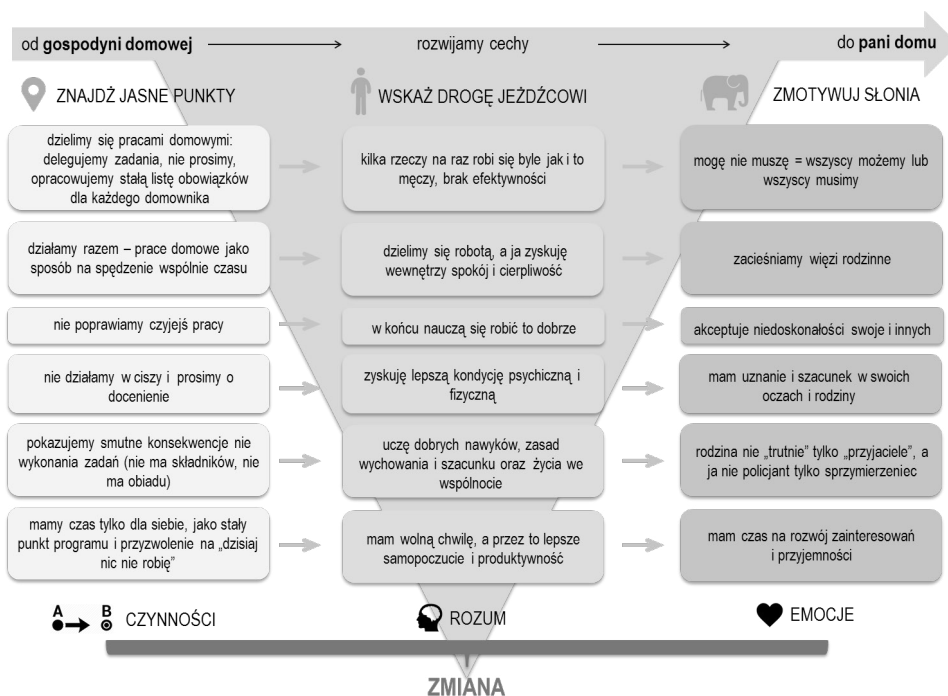 od gospodyni domowej
rozwijamy cechy
do pani domu
ZNAJDŹ JASNE PUNKTY
WSKAŻ DROGĘ JEŹDŹCOWI
ZMOTYWUJ SŁONIA
dzielimy się pracami domowymi:
delegujemy zadania, nie prosimy,
opracowujemy stałą listę obowiązków
dla każdego domownika
kilka rzeczy na raz robi się byle jak i to
męczy, brak efektywności
mogę nie muszę = wszyscy możemy lub
wszyscy musimy
działamy razem – prace domowe jako
sposób na spędzenie wspólnie czasu
dzielimy się robotą, a ja zyskuję
wewnętrzy spokój i cierpliwość
zacieśniamy więzi rodzinne
nie poprawiamy czyjejś pracy
w końcu nauczą się robić to dobrze
akceptuje niedoskonałości swoje i innych
nie działamy w ciszy i prosimy o
docenienie
zyskuję lepszą kondycję psychiczną i
fizyczną
mam uznanie i szacunek w swoich
oczach i rodziny
pokazujemy smutne konsekwencje nie
wykonania zadań (nie ma składników, nie
ma obiadu)
uczę dobrych nawyków, zasad
wychowania i szacunku oraz życia we
wspólnocie
rodzina nie „trutnie” tylko „przyjaciele”, a
ja nie policjant tylko sprzymierzeniec
mamy czas tylko dla siebie, jako stały
punkt programu i przyzwolenie na „dzisiaj
nic nie robię”
mam wolną chwilę, a przez to lepsze
samopoczucie i produktywność
mam czas na rozwój zainteresowań
i przyjemności
A B CZYNNOŚCI
ROZUM
EMOCJE
ZMIANA